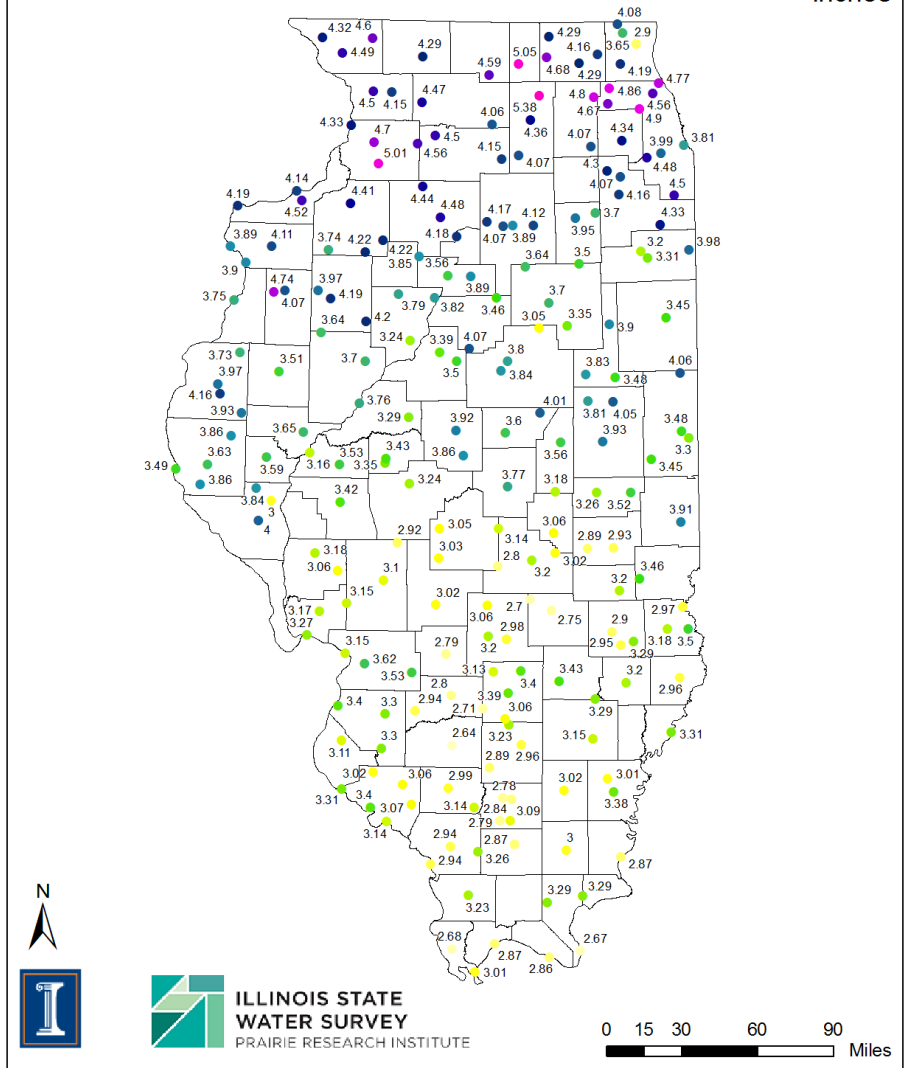 inches
4.08
4.32 4.6 4.29 3.65 2.9
4.49 4.29 5.05 4.16
4.59 4.68 4.29 4.19
4.77
4.5 4.15 4.47 4.8 4.86
5.38 4.67 4.56
4.33 4.06 4.36 4.9
4.7 4.5 4.07 4.34 3.81
5.01 4.56 4.15 4.07 3.99
4.3 4.48
4.14 4.07
4.19 4.41 4.44 4.16 4.5
4.52 4.48 4.17 4.12 3.7
3.89 4.11 3.74 4.22 4.18 4.07 3.89 3.95 4.33
4.22 3.2 3.98
3.9 3.85 3.56 3.64 3.5 3.31
4.74 3.97 3.89
3.75 4.07 4.19 3.79 3.82 3.46 3.7 3.45
3.64 4.2 3.05 3.35 3.9
3.24 3.39 4.07
3.73 3.51 3.7 3.5 3.8 3.83 4.06
3.97 3.84 3.48
4.16 3.76 4.01
3.93 3.29 3.92 3.6 3.81 4.05 3.48
3.86 3.65 3.93
3.63 3.53 3.43 3.86 3.56 3.3
3.49 3.59 3.16 3.35 3.45
3.86 3.24 3.77 3.18
3.84 3.42 3.26 3.52
3 3.91
4 2.92 3.05 3.14 3.06
3.18 3.03 2.8 3.02 2.89 2.93
3.06 3.1 3.2 3.46
3.15 3.02 2.7 3.2
3.17 3.06 2.75 2.97
3.27 2.98 2.9
3.15 2.79 3.2 2.95 3.18 3.5
3.62 3.29
3.53 3.13 3.43 3.2
2.8 3.4 2.96
3.4 3.3 2.94 3.39
2.71 3.06 3.29
3.3 2.64 3.23 3.15 3.31
3.11 2.89 2.96
3.02 3.06 2.99 3.02 3.01
3.31 3.4 2.78 3.38
3.07 3.14 2.84 3.09
3.14 2.79
2.94 2.87 3
2.94 3.26 2.87
3.29 3.29
3.23
2.68 2.67
2.87
3.01 2.86
N
ILLINOIS STATE
WATER SURVEY
PRAIRIE RESEARCH INSTITUTE
0 15 30 60 90
Miles